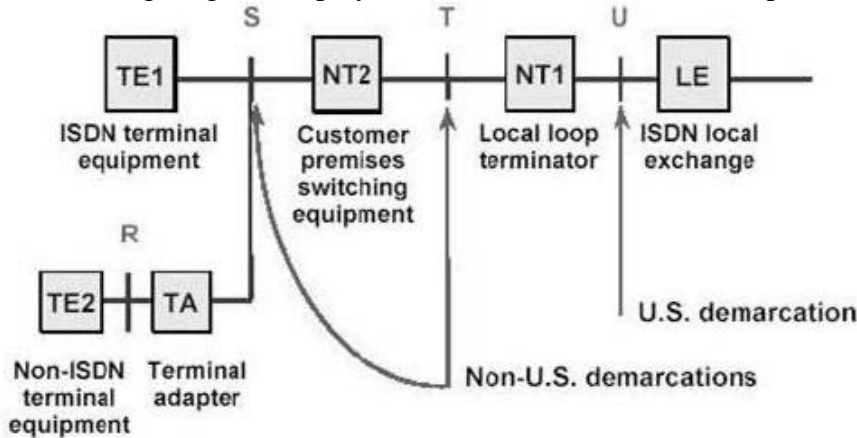 S T U
TE1 NT2 NT1 LE
ISDN terminal
equipment
Customer
premises
switching
equipment
Local loop
terminator
ISDN local
exchange
R
TE2 TA
Non-ISDN
terminal
equipment
Terminal
adapter
U.S. demarcation
Non-U.S. demarcations